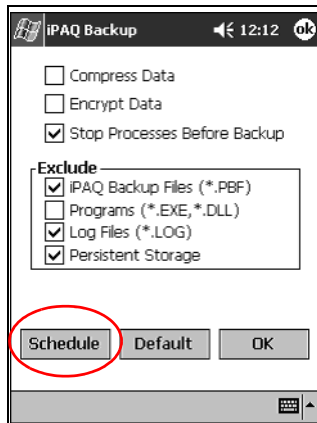 iPAQ Backup 12:12 ok
Compress Data
Encrypt Data
Stop Processes Before Backup
Exclude
iPAQ Backup Files (*.PBF)
Programs (*.EXE,*.DLL)
Log Files (*.LOG)
Persistent Storage
Schedule Default OK